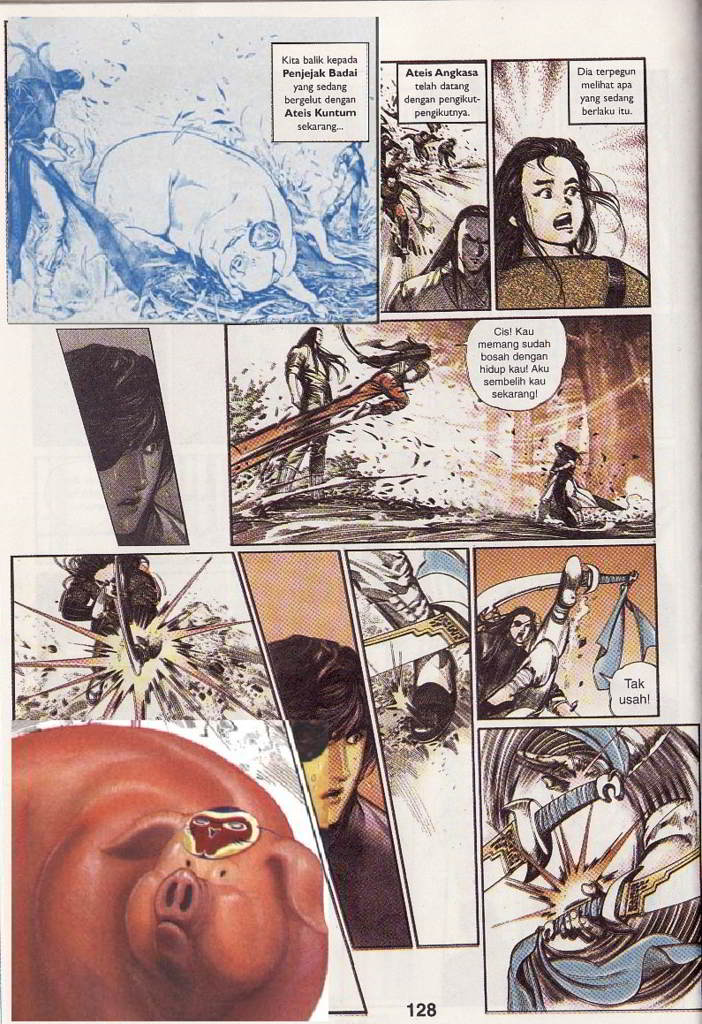 Kita balik kepada
Penjejak Badai
yang sedang
bergelut dengan
Ateis Kuntum
sekarang...
Ateis Angkasa
telah datang
dengan pengikut-
pengikutnya.
Dia terpegun
melihat apa
yang sedang
berlaku itu.
Cis! Kau
memang sudah
bosah dengan
hidup kau! Aku
sembelih kau
sekarang!
Tak
usah!
128